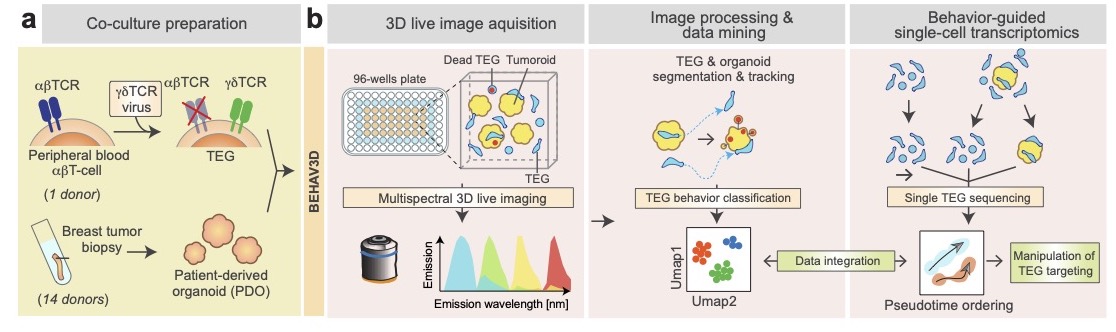 a
Co-culture preparation
αβTCR
γδTCR
virus
αβTCR
γδTCR
Peripheral blood
αβT-cell
(1 donor)
TEG
Breast tumor
biopsy
(14 donors)
Patient-derived
organoid (PDO)
BEHAV3D
b
3D live image aquisition
96-wells plate
Dead TEG
Tumoroid
TEG
Multispectral 3D live imaging
Emission
Emission wavelength [nm]
Image processing &
data mining
TEG & organoid
segmentation & tracking
TEG behavior classification
Umap1
Umap2
Data integration
Behavior-guided
single-cell transcriptomics
Single TEG sequencing
Pseudotime ordering
Manipulation of
TEG targeting